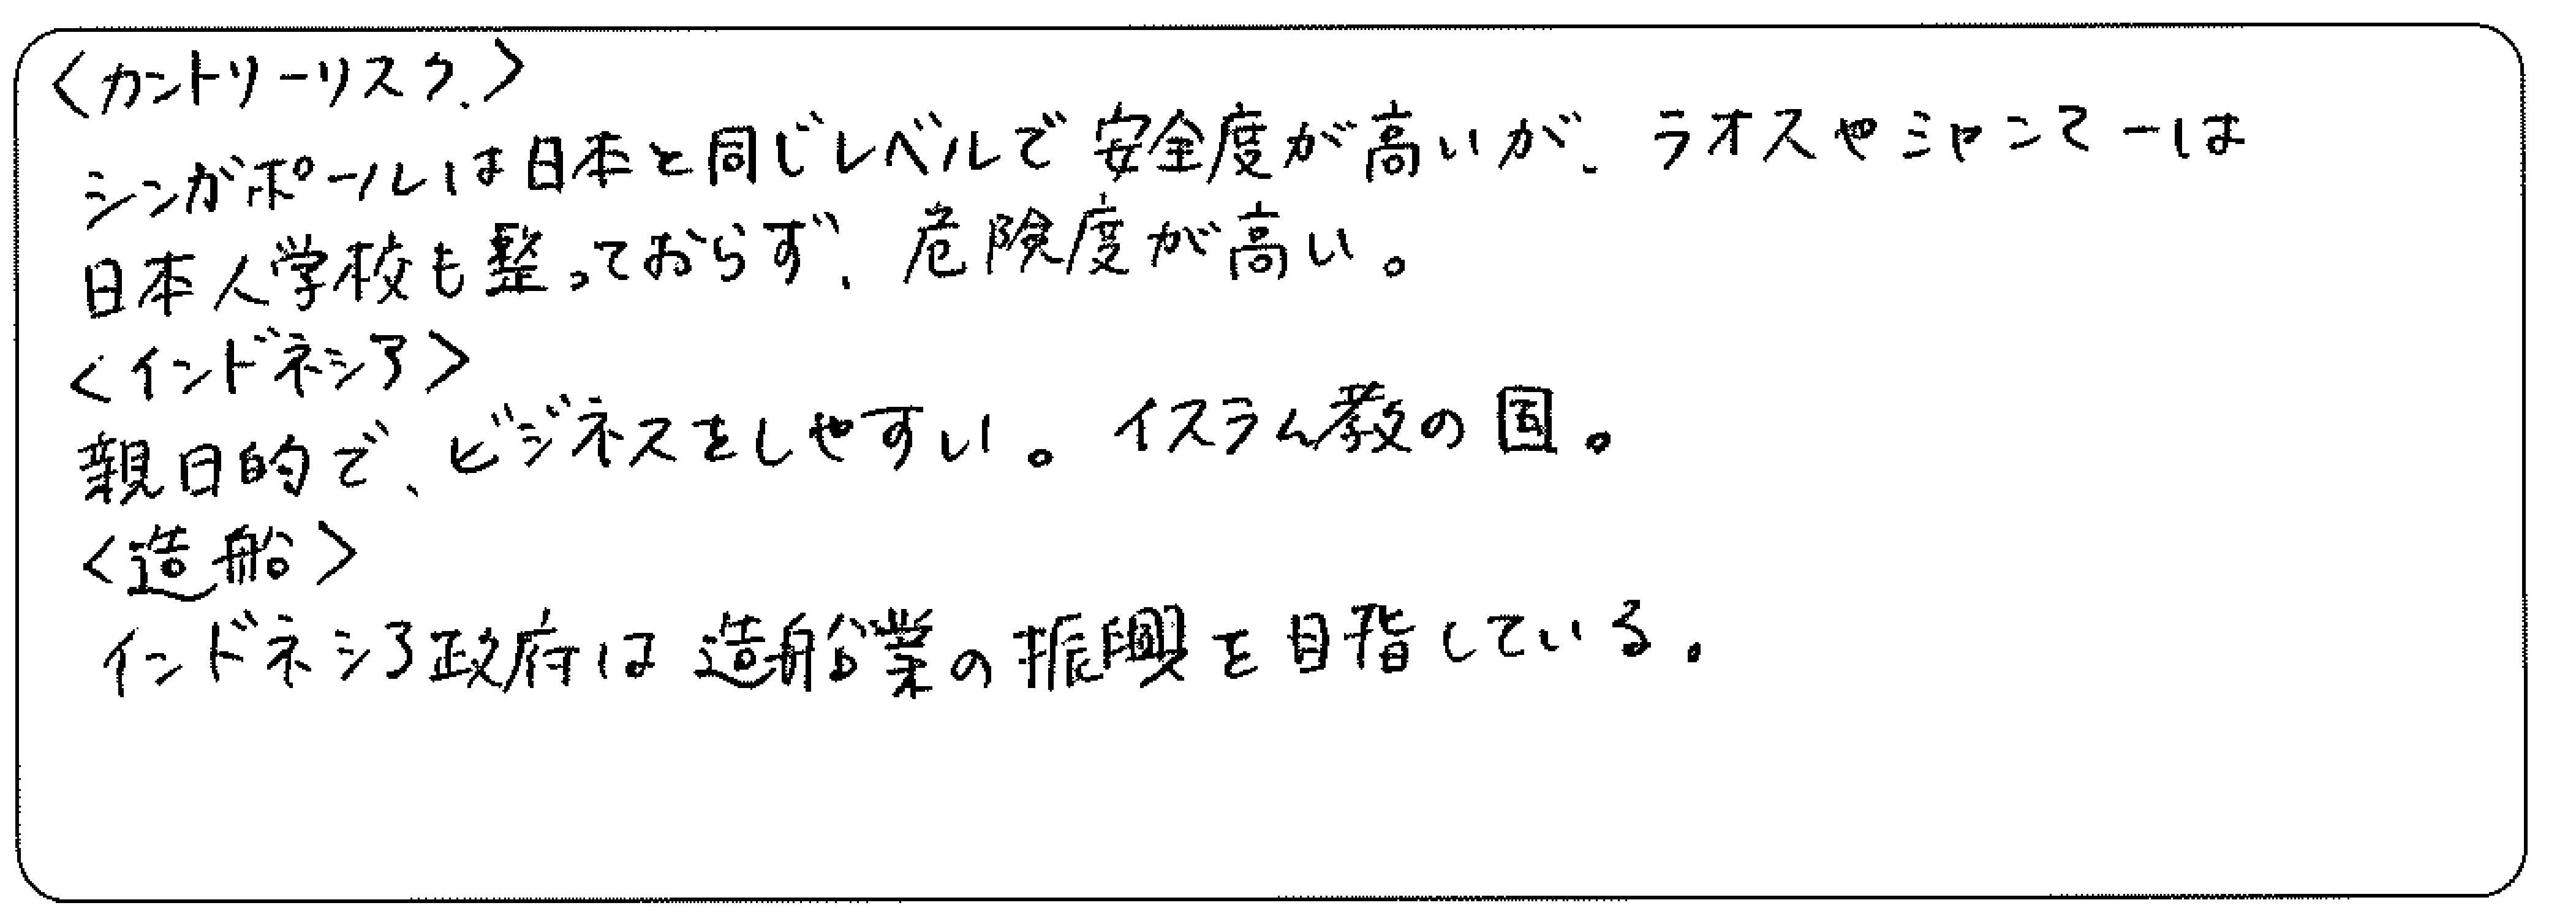 <カントリーリスク.>
シンガポールは日本と同じレベルで安全度が高いが、ラオスやミャンマーは
日本人学校も整っておらず、危険度が高い。
<インドネシア>
親日的で、ビジネスをしやすい。イスラム教の国。
<造船>
インドネシア政府は造船業の振興を目指している。